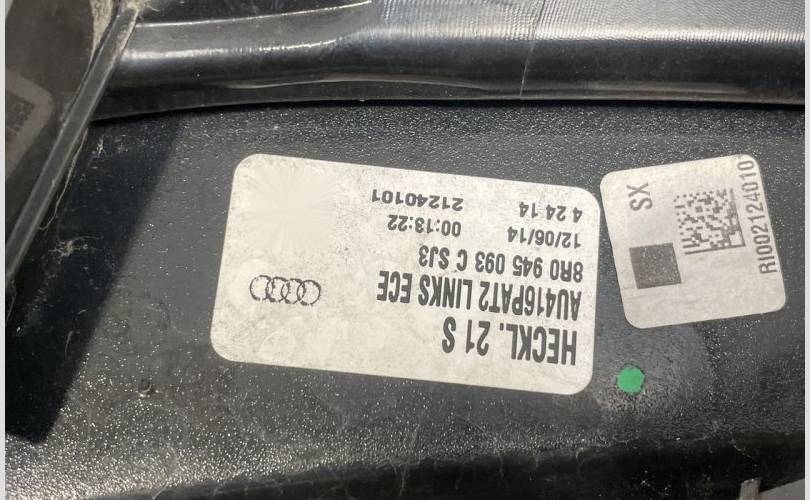 HECKL. 21 S
AU416PAT2 LINKS ECE
8R0 945 093 C SJ3
12/06/14 00:13:22
4 24 14 21240101
SX
RI002124010